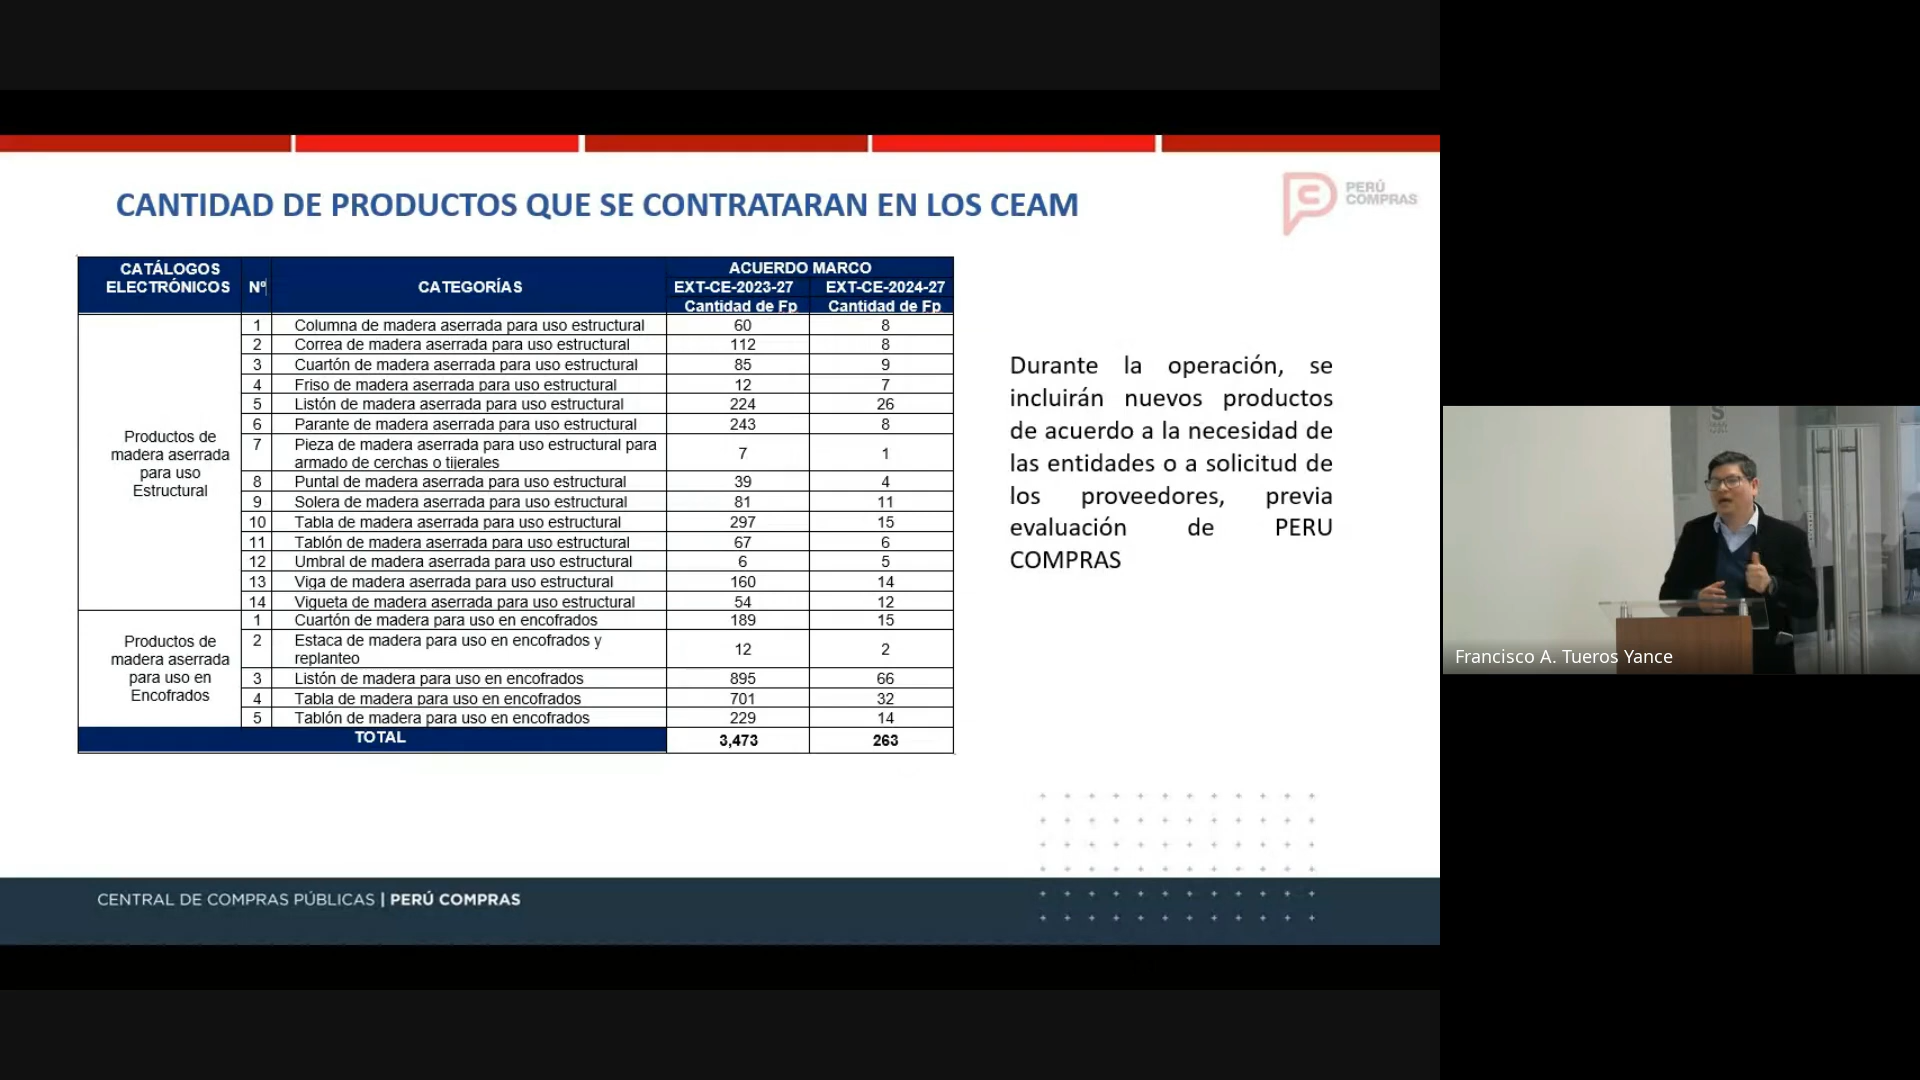 CANTIDAD DE PRODUCTOS QUE SE CONTRATARAN EN LOS CEAM
PERÚ
COMPRAS
CATÁLOGOS
ELECTRÓNICOS
Nº
CATEGORÍAS
ACUERDO MARCO
EXT-CE-2023-27 EXT-CE-2024-27
Cantidad de Fp Cantidad de Fp
Productos de
madera aserrada
para uso
Estructural
1 Columna de madera aserrada para uso estructural 60 8
2 Correa de madera aserrada para uso estructural 112 8
3 Cuartón de madera aserrada para uso estructural 85 9
4 Friso de madera aserrada para uso estructural 12 7
5 Listón de madera aserrada para uso estructural 224 26
6 Parante de madera aserrada para uso estructural 243 8
7 Pieza de madera aserrada para uso estructural para
armado de cerchas o tijerales 7 1
8 Puntal de madera aserrada para uso estructural 39 4
9 Solera de madera aserrada para uso estructural 81 11
10 Tabla de madera aserrada para uso estructural 297 15
11 Tablón de madera aserrada para uso estructural 67 6
12 Umbral de madera aserrada para uso estructural 6 5
13 Viga de madera aserrada para uso estructural 160 14
14 Vigueta de madera aserrada para uso estructural 54 12
Productos de
madera aserrada
para uso en
Encofrados
1 Cuartón de madera para uso en encofrados 189 15
2 Estaca de madera para uso en encofrados y
replanteo 12 2
3 Listón de madera para uso en encofrados 895 66
4 Tabla de madera para uso en encofrados 701 32
5 Tablón de madera para uso en encofrados 229 14
TOTAL 3,473 263
Durante la operación, se
incluirán nuevos productos
de acuerdo a la necesidad de
las entidades o a solicitud de
los proveedores, previa
evaluación de PERU
COMPRAS
CENTRAL DE COMPRAS PÚBLICAS | PERÚ COMPRAS
Francisco A. Tueros Yance